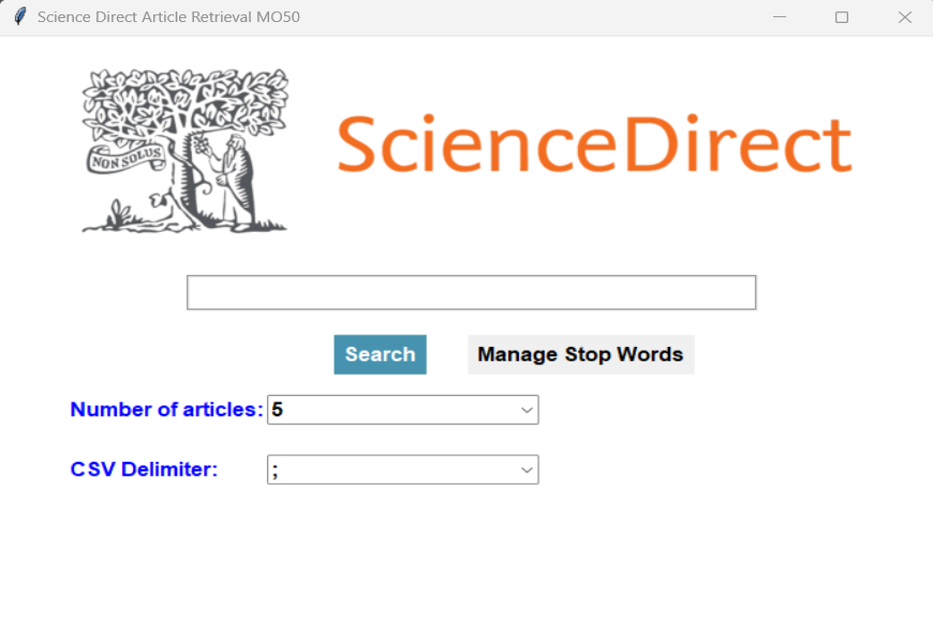 Science Direct Article Retrieval MO50
NON SOLUS
ScienceDirect
Search
Manage Stop Words
Number of articles: 5
CSV Delimiter: ;